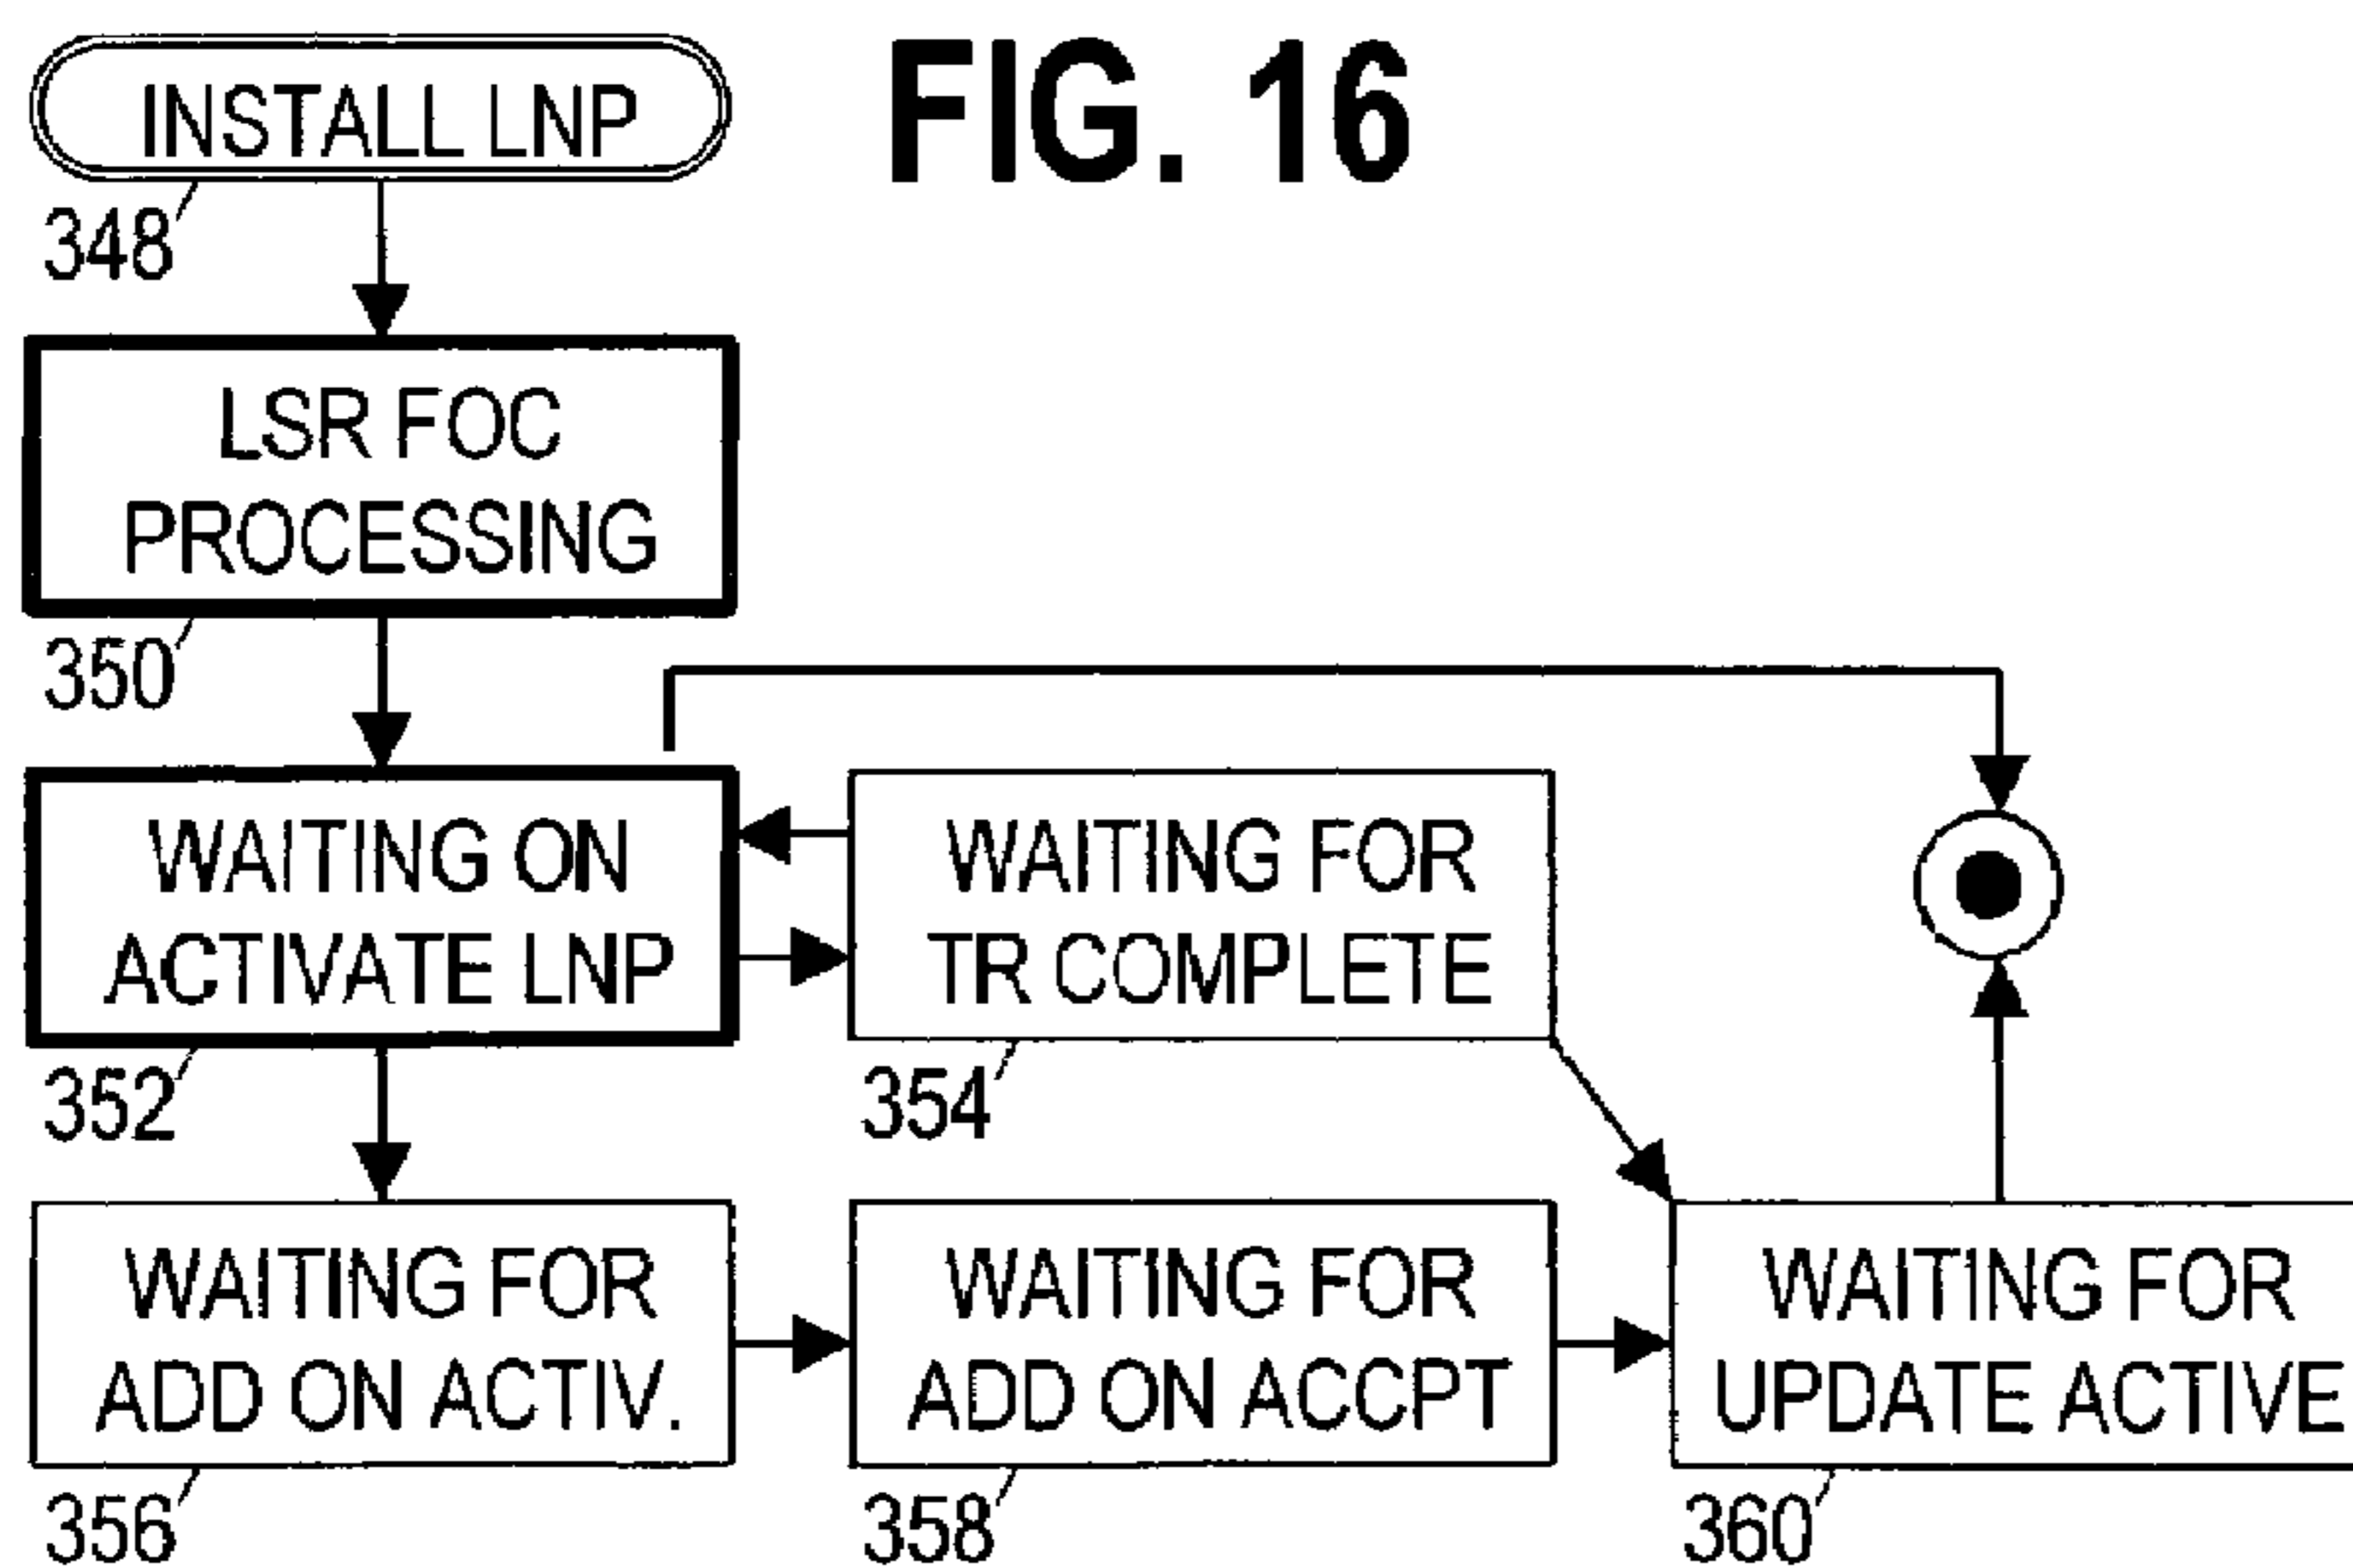 FIG. 16
INSTALL LNP
348
LSR FOC
PROCESSING
350
WAITING ON
ACTIVATE LNP
352
WAITING FOR
TR COMPLETE
354
WAITING FOR
ADD ON ACTIV.
356
WAITING FOR
ADD ON ACCPT
358
WAITING FOR
UPDATE ACTIVE
360